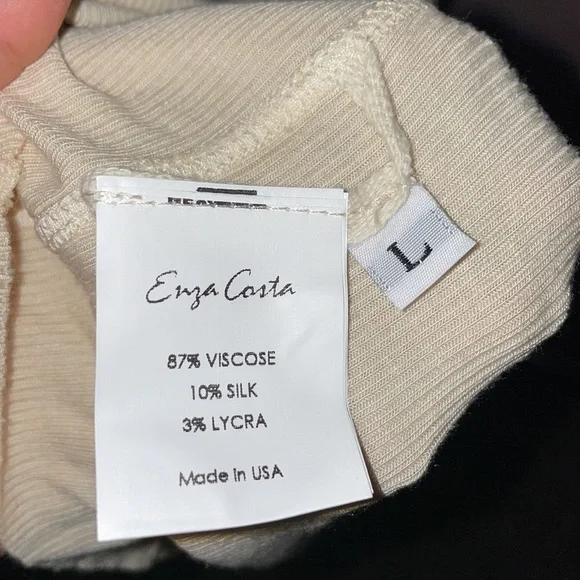 Enza Costa
87% VISCOSE
10% SILK
3% LYCRA
Made in USA
L